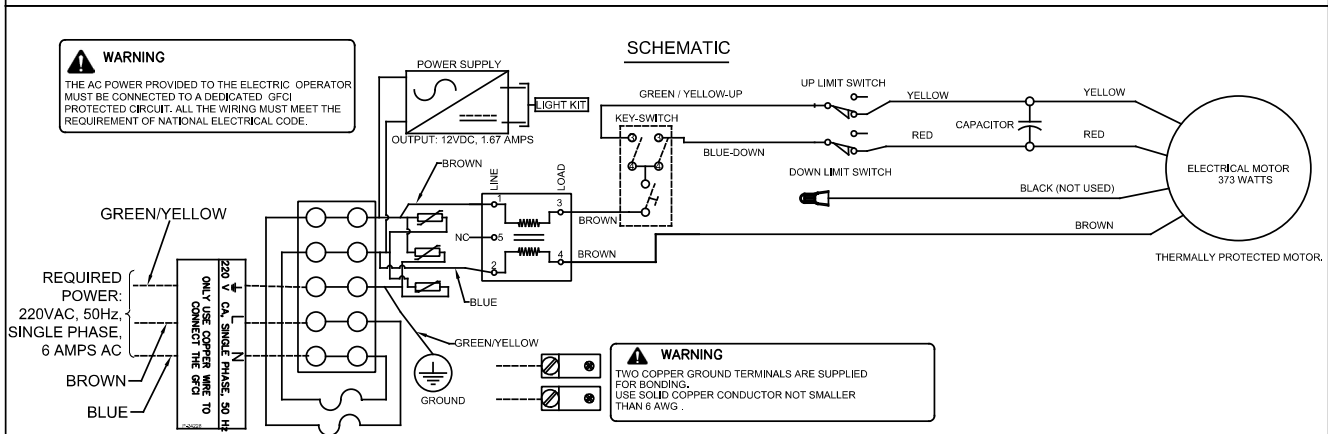 SCHEMATIC
WARNING
THE AC POWER PROVIDED TO THE ELECTRIC OPERATOR
MUST BE CONNECTED TO A DEDICATED GFCI
PROTECTED CIRCUIT. ALL THE WIRING MUST MEET THE
REQUIREMENT OF NATIONAL ELECTRICAL CODE.
POWER SUPPLY
LIGHT KIT
OUTPUT: 12VDC, 1.67 AMPS
GREEN / YELLOW-UP
UP LIMIT SWITCH
YELLOW
YELLOW
KEY-SWITCH
CAPACITOR
RED
RED
BLUE-DOWN
DOWN LIMIT SWITCH
ELECTRICAL MOTOR
373 WATTS
BLACK (NOT USED)
BROWN
THERMALLY PROTECTED MOTOR.
BROWN
LINE
LOAD
1
3
BROWN
NC
5
2
4
BROWN
BLUE
GREEN/YELLOW
REQUIRED
POWER:
220VAC, 50Hz,
SINGLE PHASE,
6 AMPS AC
BROWN
BLUE
220 V CA, SINGLE PHASE, 50 Hz
L
N
ONLY USE COPPER WIRE TO
CONNECT THE GFCI
GREEN/YELLOW
GROUND
WARNING
TWO COPPER GROUND TERMINALS ARE SUPPLIED
FOR BONDING.
USE SOLID COPPER CONDUCTOR NOT SMALLER
THAN 6 AWG .